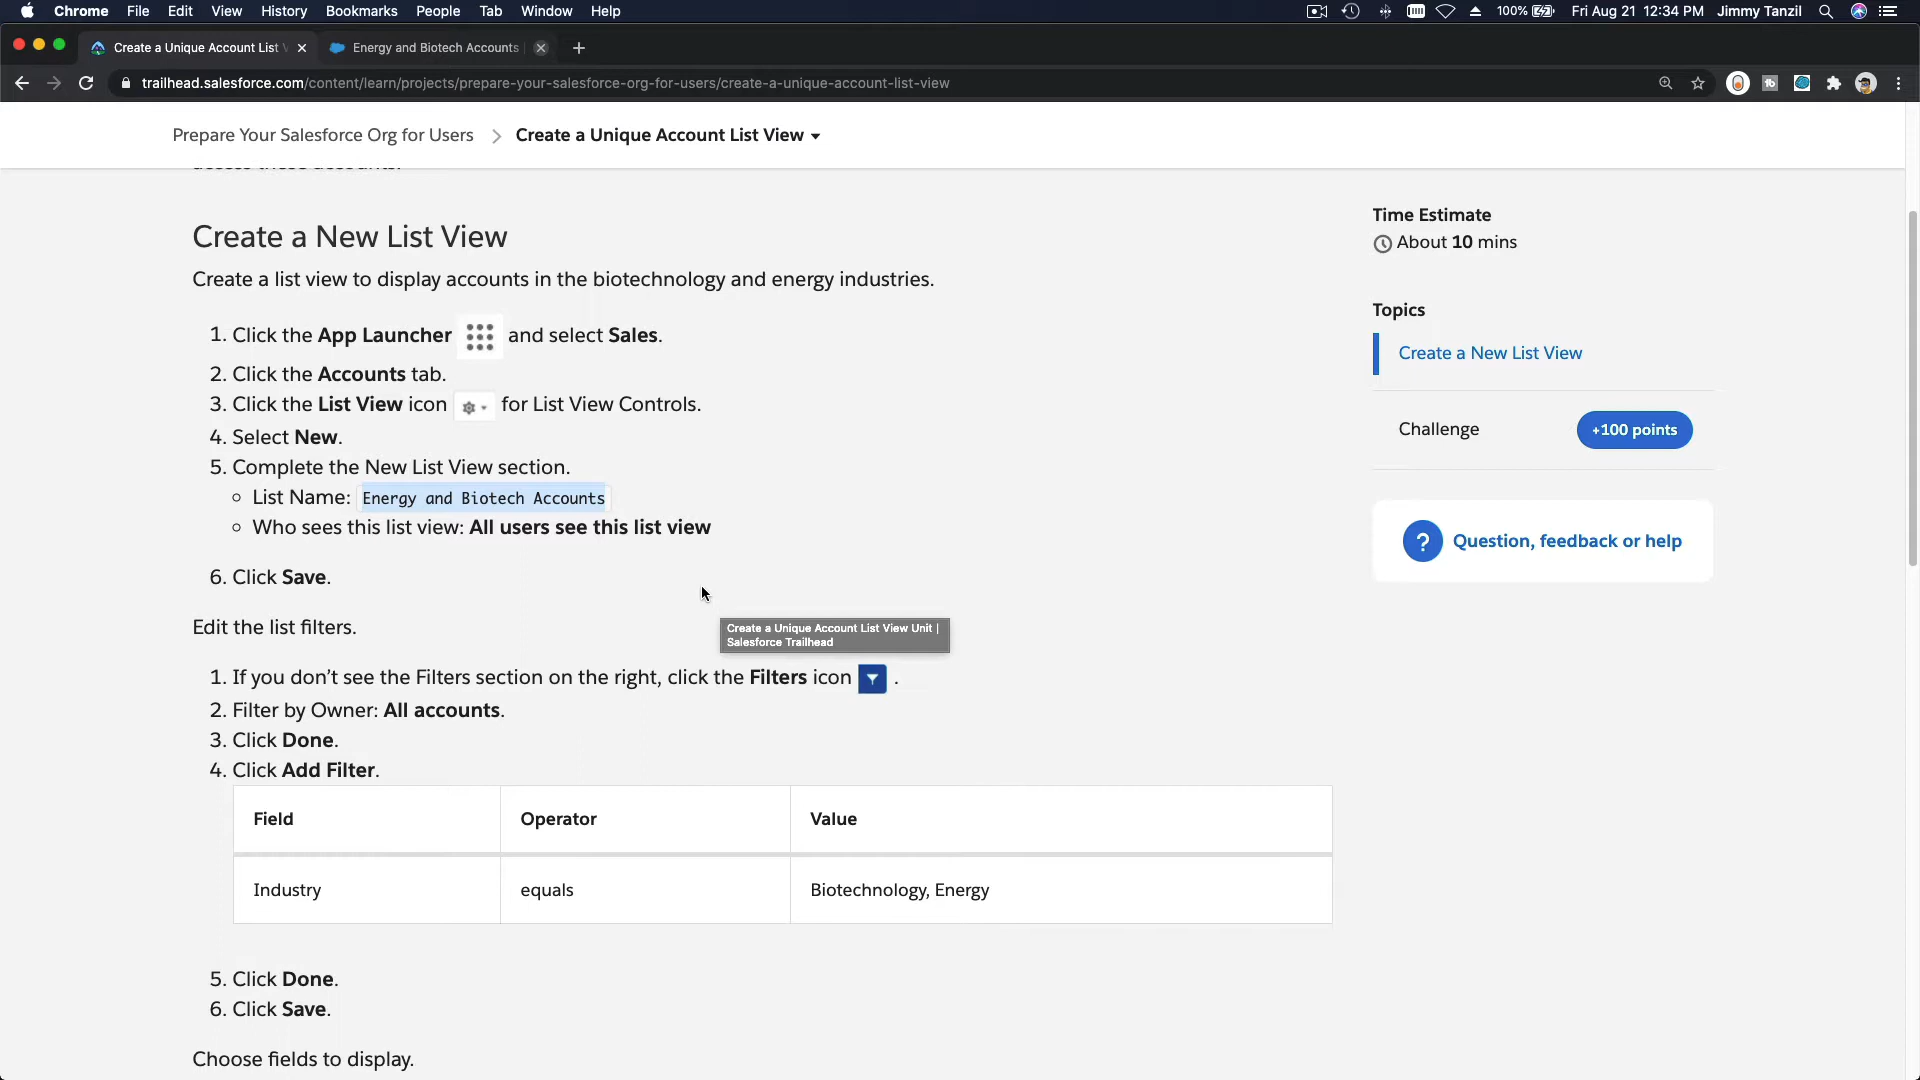 Chrome File Edit View History Bookmarks People Tab Window Help 100% Fri Aug 21 12:34 PM Jimmy Tanzil
Create a Unique Account List V
Energy and Biotech Accounts
trailhead.salesforce.com/content/learn/projects/prepare-your-salesforce-org-for-users/create-a-unique-account-list-view
Prepare Your Salesforce Org for Users > Create a Unique Account List View
access these accounts.
Create a New List View
Create a list view to display accounts in the biotechnology and energy industries.
1. Click the App Launcher and select Sales.
2. Click the Accounts tab.
3. Click the List View icon for List View Controls.
4. Select New.
5. Complete the New List View section.
List Name: Energy and Biotech Accounts
Who sees this list view: All users see this list view
6. Click Save.
Edit the list filters.
Create a Unique Account List View Unit |
Salesforce Trailhead
1. If you don’t see the Filters section on the right, click the Filters icon .
2. Filter by Owner: All accounts.
3. Click Done.
4. Click Add Filter.
Field Operator Value
Industry equals Biotechnology, Energy
5. Click Done.
6. Click Save.
Choose fields to display.
Time Estimate
About 10 mins
Topics
Create a New List View
Challenge +100 points
? Question, feedback or help